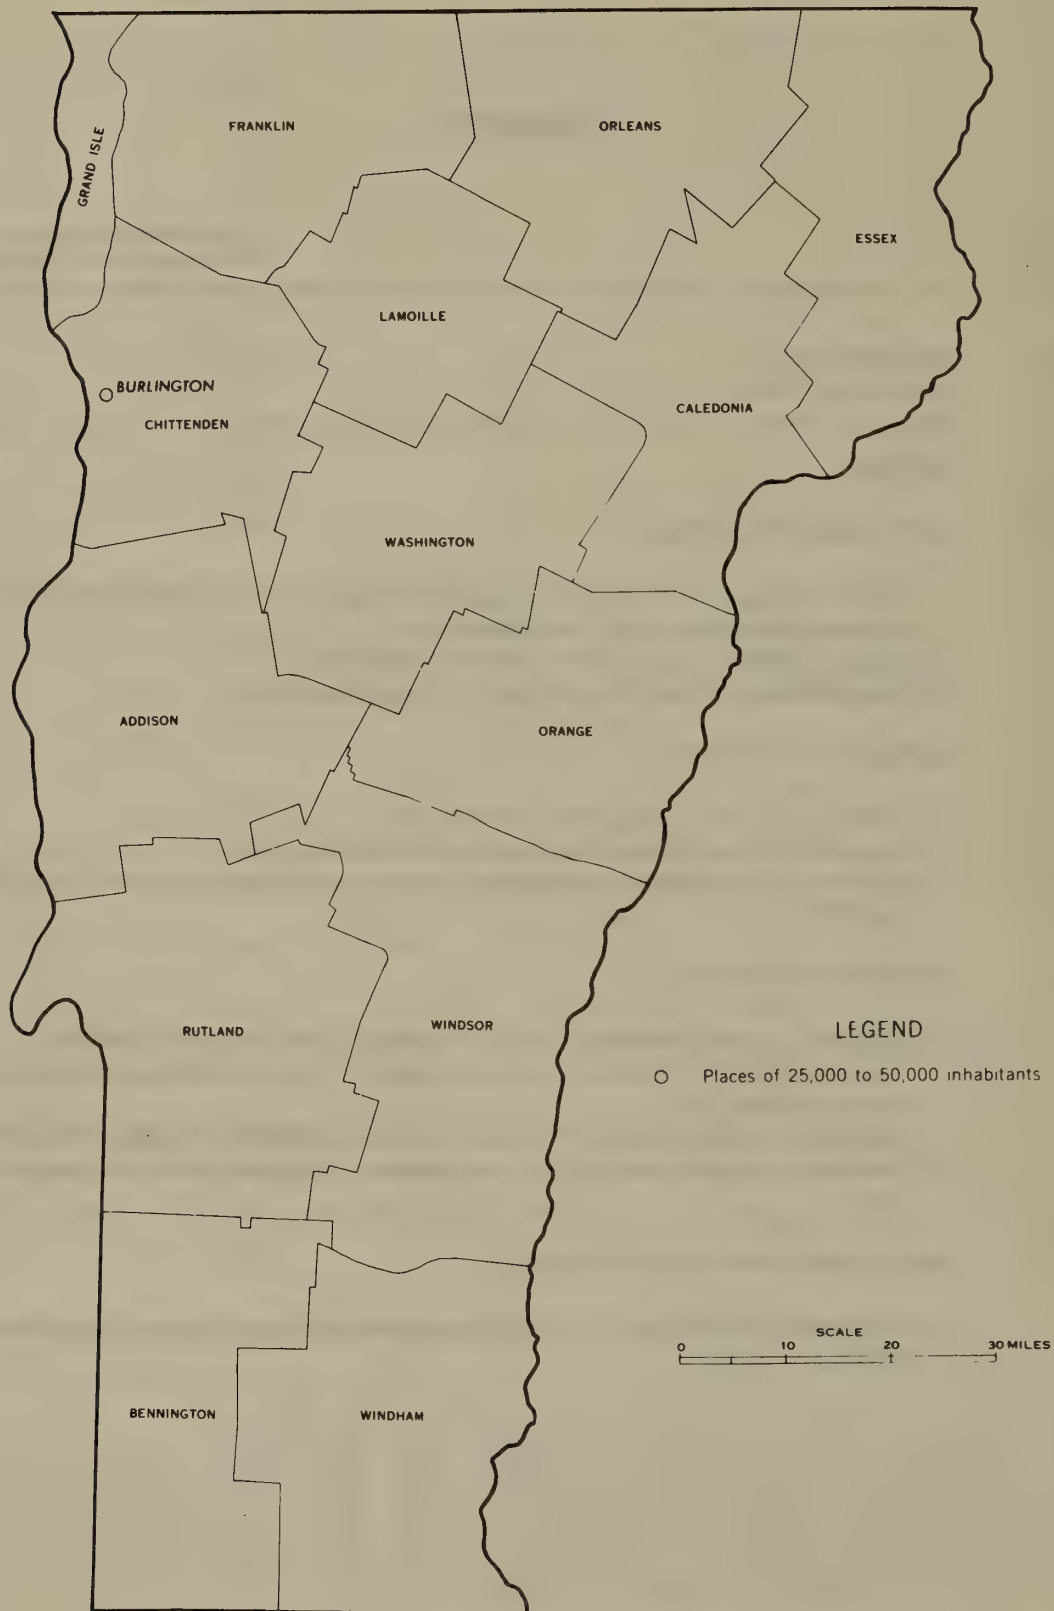 FRANKLIN
ORLEANS
GRAND ISLE
ESSEX
LAMOILLE
BURLINGTON
CALEDONIA
CHITTENDEN
WASHINGTON
ADDISON
ORANGE
RUTLAND
WINDSOR
LEGEND
Places of 25,000 to 50,000 inhabitants
SCALE
0 10 20 30 MILES
BENNINGTON
WINDHAM